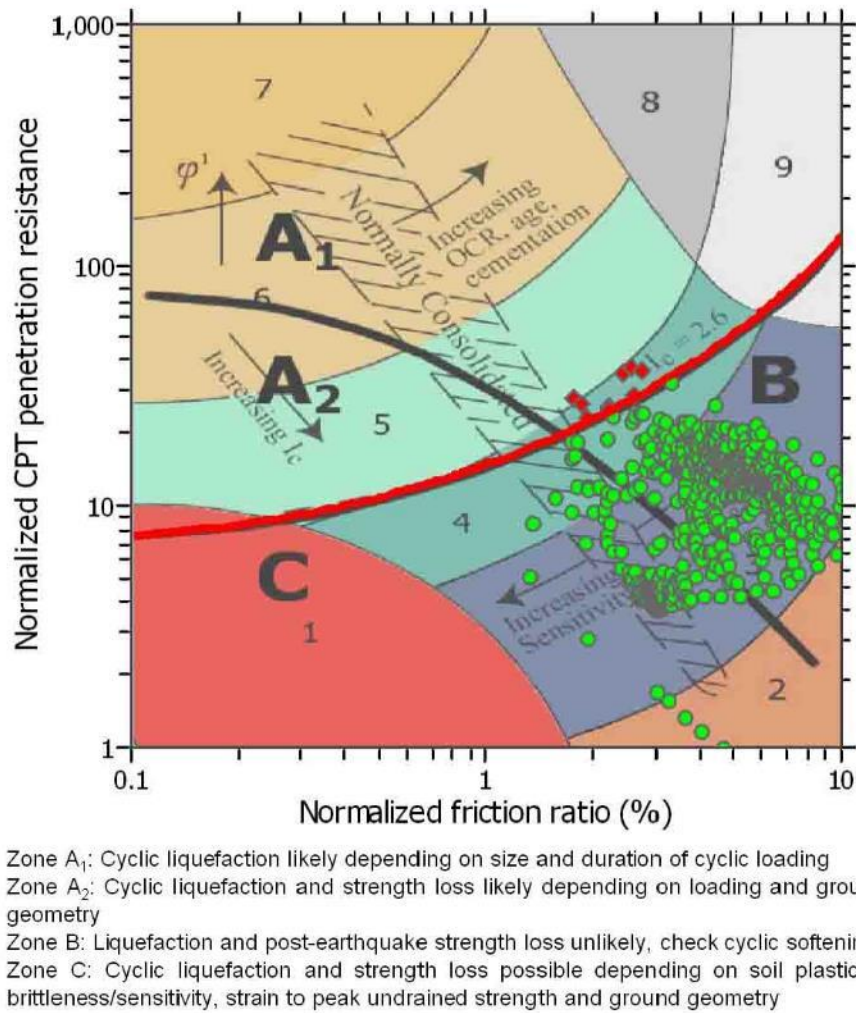 1,000
7
8
9
φ'
Normally Consolidated
Increasing
OCR, age,
cementation
A1
100
6
Ic = 2.6
A2
B
Increasing Ic
5
10
4
3
C
Increasing
Sensitivity
1
2
1
0.1
1
10
Normalized CPT penetration resistance
Normalized friction ratio (%)
Zone A1: Cyclic liquefaction likely depending on size and duration of cyclic loading
Zone A2: Cyclic liquefaction and strength loss likely depending on loading and grou
geometry
Zone B: Liquefaction and post-earthquake strength loss unlikely, check cyclic softenin
Zone C: Cyclic liquefaction and strength loss possible depending on soil plastic
brittleness/sensitivity, strain to peak undrained strength and ground geometry